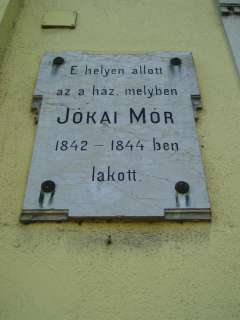 E helyen állott
az a ház, melyben
JÓKAI MÓR
1842 – 1844 ben
lakott.